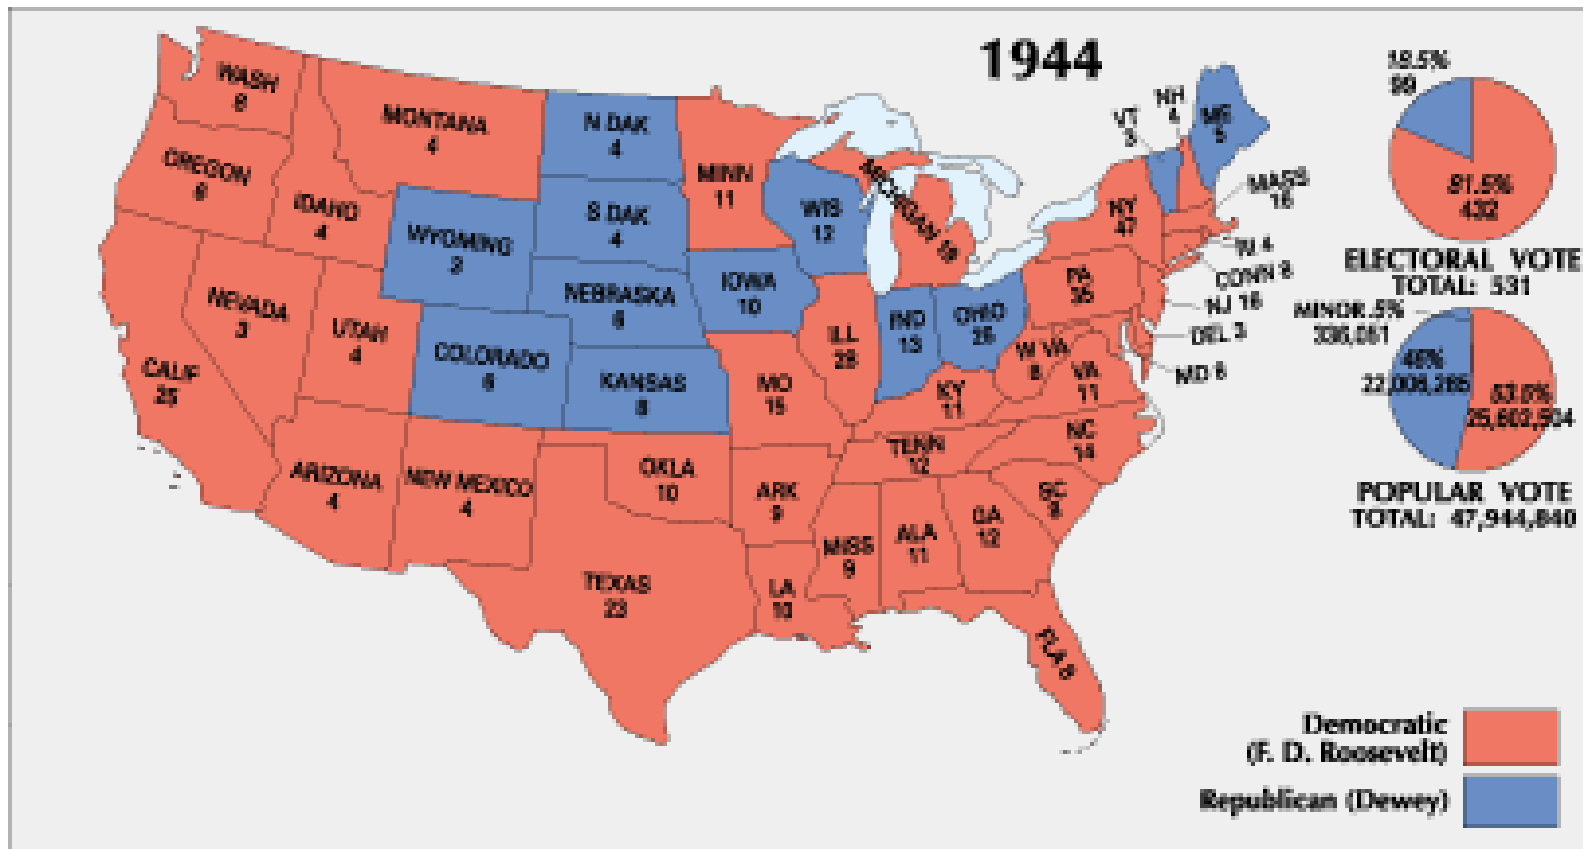 1944
WASH
8
OREGON
6
CALIF
25
NEVADA
3
IDAHO
4
MONTANA
4
WYOMING
3
UTAH
4
COLORADO
6
ARIZONA
4
NEW MEXICO
4
N.DAK
4
S.DAK
4
NEBRASKA
6
KANSAS
8
OKLA
10
TEXAS
23
MINN
11
IOWA
10
MO
15
ARK
9
LA
10
WIS
12
ILL
28
MICHIGAN 19
IND
13
OHIO
25
KY
11
TENN
12
MISS
9
ALA
11
GA
12
FLA 8
SC
8
NC
14
VA
11
W VA
8
PA
35
NY
47
VT
3
NH
4
ME
5
MASS
16
RI 4
CONN 8
NJ 16
DEL 3
MD 8
18.5%
99
81.5%
432
ELECTORAL VOTE
TOTAL: 531
MINOR .5%
46%
53.5%
POPULAR VOTE
Democratic
(F. D. Roosevelt)
Republican (Dewey)